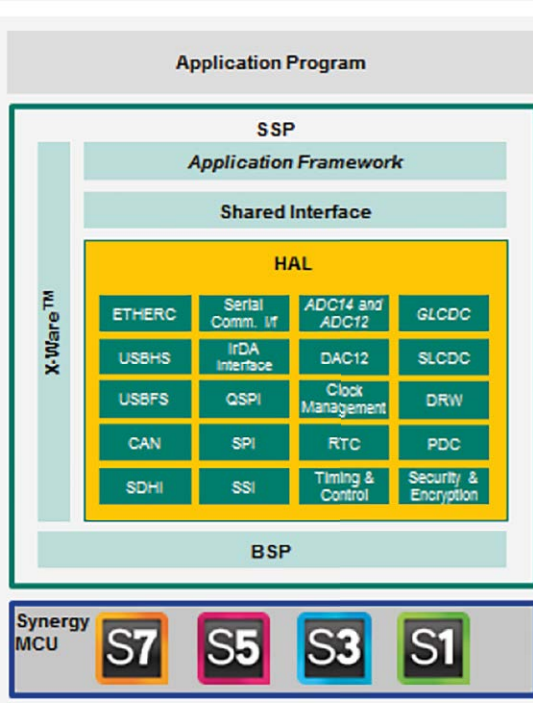 Application Program
SSP
Application Framework
Shared Interface
X-Ware™
HAL
ETHERC
Serial
Comm. I/f
ADC14 and
ADC12
GLCDC
USBHS
IrDA
Interface
DAC12
SLCDC
USBFS
QSPI
Clock
Management
DRW
CAN
SPI
RTC
PDC
SDHI
SSI
Timing &
Control
Security &
Encryption
BSP
Synergy
MCU
S7
S5
S3
S1